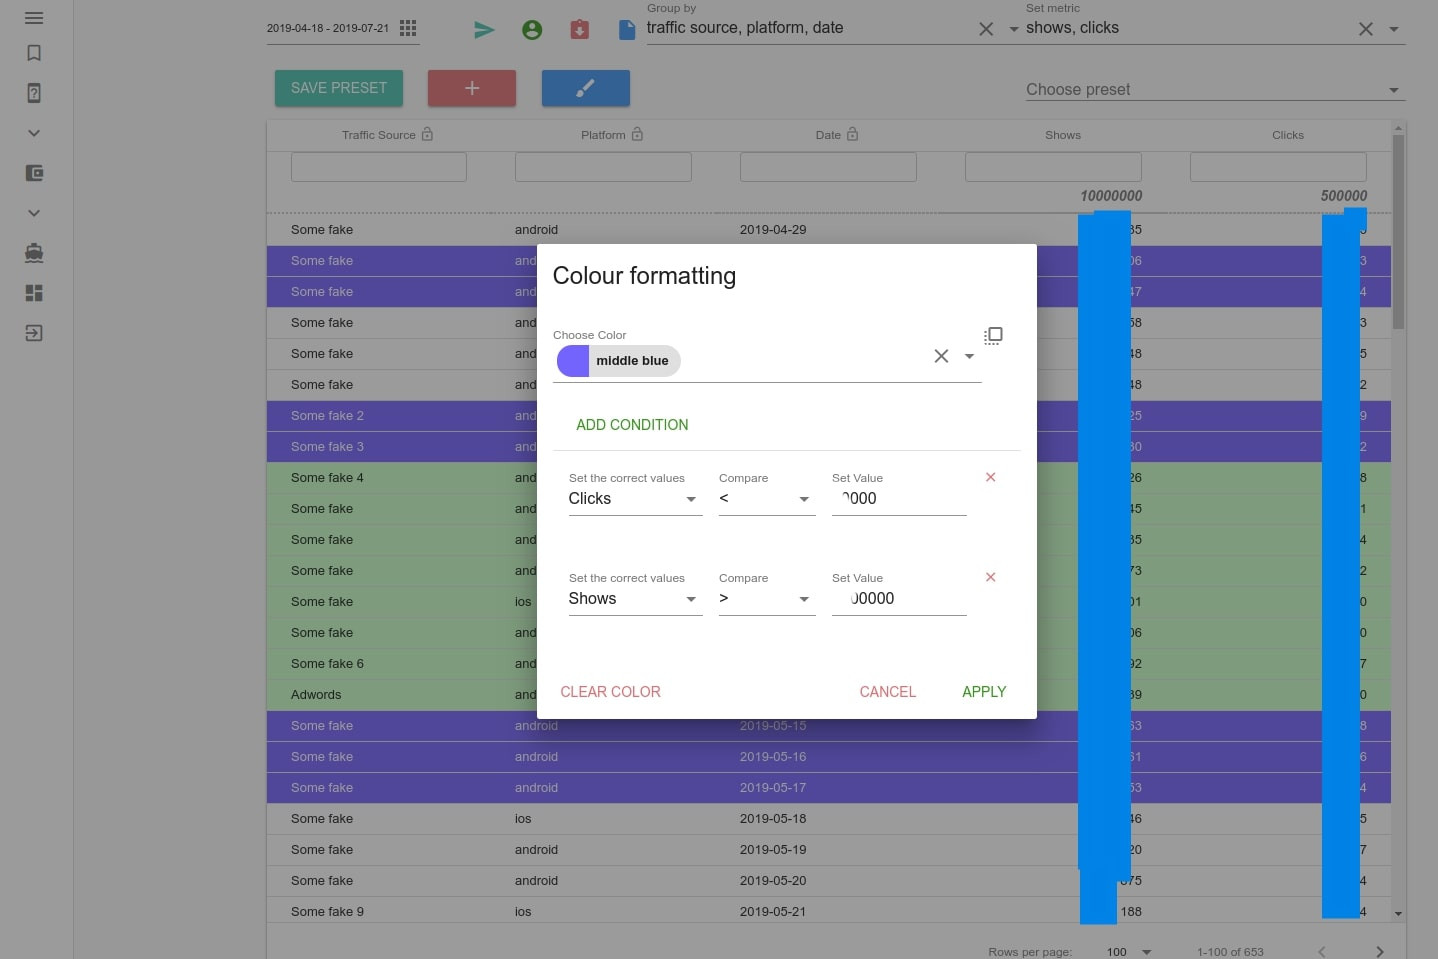 Group by
Set metric
2019-04-18 - 2019-07-21
traffic source, platform, date
shows, clicks
SAVE PRESET
Choose preset
Traffic Source Platform Date Shows Clicks
10000000 500000
Some fake android 2019-04-29 35
Some fake and 06 3
Some fake and 47 4
Some fake and 58 3
Some fake and 48 5
Some fake and 48 2
Some fake 2 and 25 9
Some fake 3 and 30 2
Some fake 4 and 26 8
Some fake and 45 1
Some fake and 35 4
Some fake and 73 2
Some fake ios 01 0
Some fake and 06 0
Some fake 6 and 92 7
Adwords and 39 0
Some fake android 2019-05-15 63 8
Some fake android 2019-05-16 61 6
Some fake android 2019-05-17 53 4
Some fake ios 2019-05-18 46 5
Some fake android 2019-05-19 20 7
Some fake android 2019-05-20 75 4
Some fake 9 ios 2019-05-21 188 4
Rows per page: 100 1-100 of 653
Colour formatting
Choose Color
middle blue
ADD CONDITION
Set the correct values Compare Set Value
Clicks < 0000
Set the correct values Compare Set Value
Shows > 00000
CLEAR COLOR CANCEL APPLY